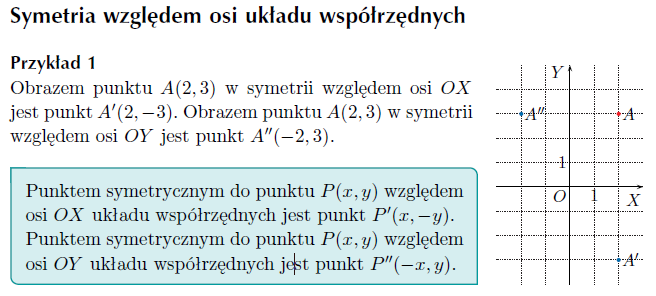 Symetria względem osi układu współrzędnych
Przykład 1
Obrazem punktu A(2, 3) w symetrii względem osi OX
jest punkt A′(2, −3). Obrazem punktu A(2, 3) w symetrii
względem osi OY jest punkt A″(−2, 3).
Punktem symetrycznym do punktu P(x, y) względem
osi OX układu współrzędnych jest punkt P′(x, −y).
Punktem symetrycznym do punktu P(x, y) względem
osi OY układu współrzędnych jest punkt P″(−x, y).
Y
A″ A
1
O 1 X
A′